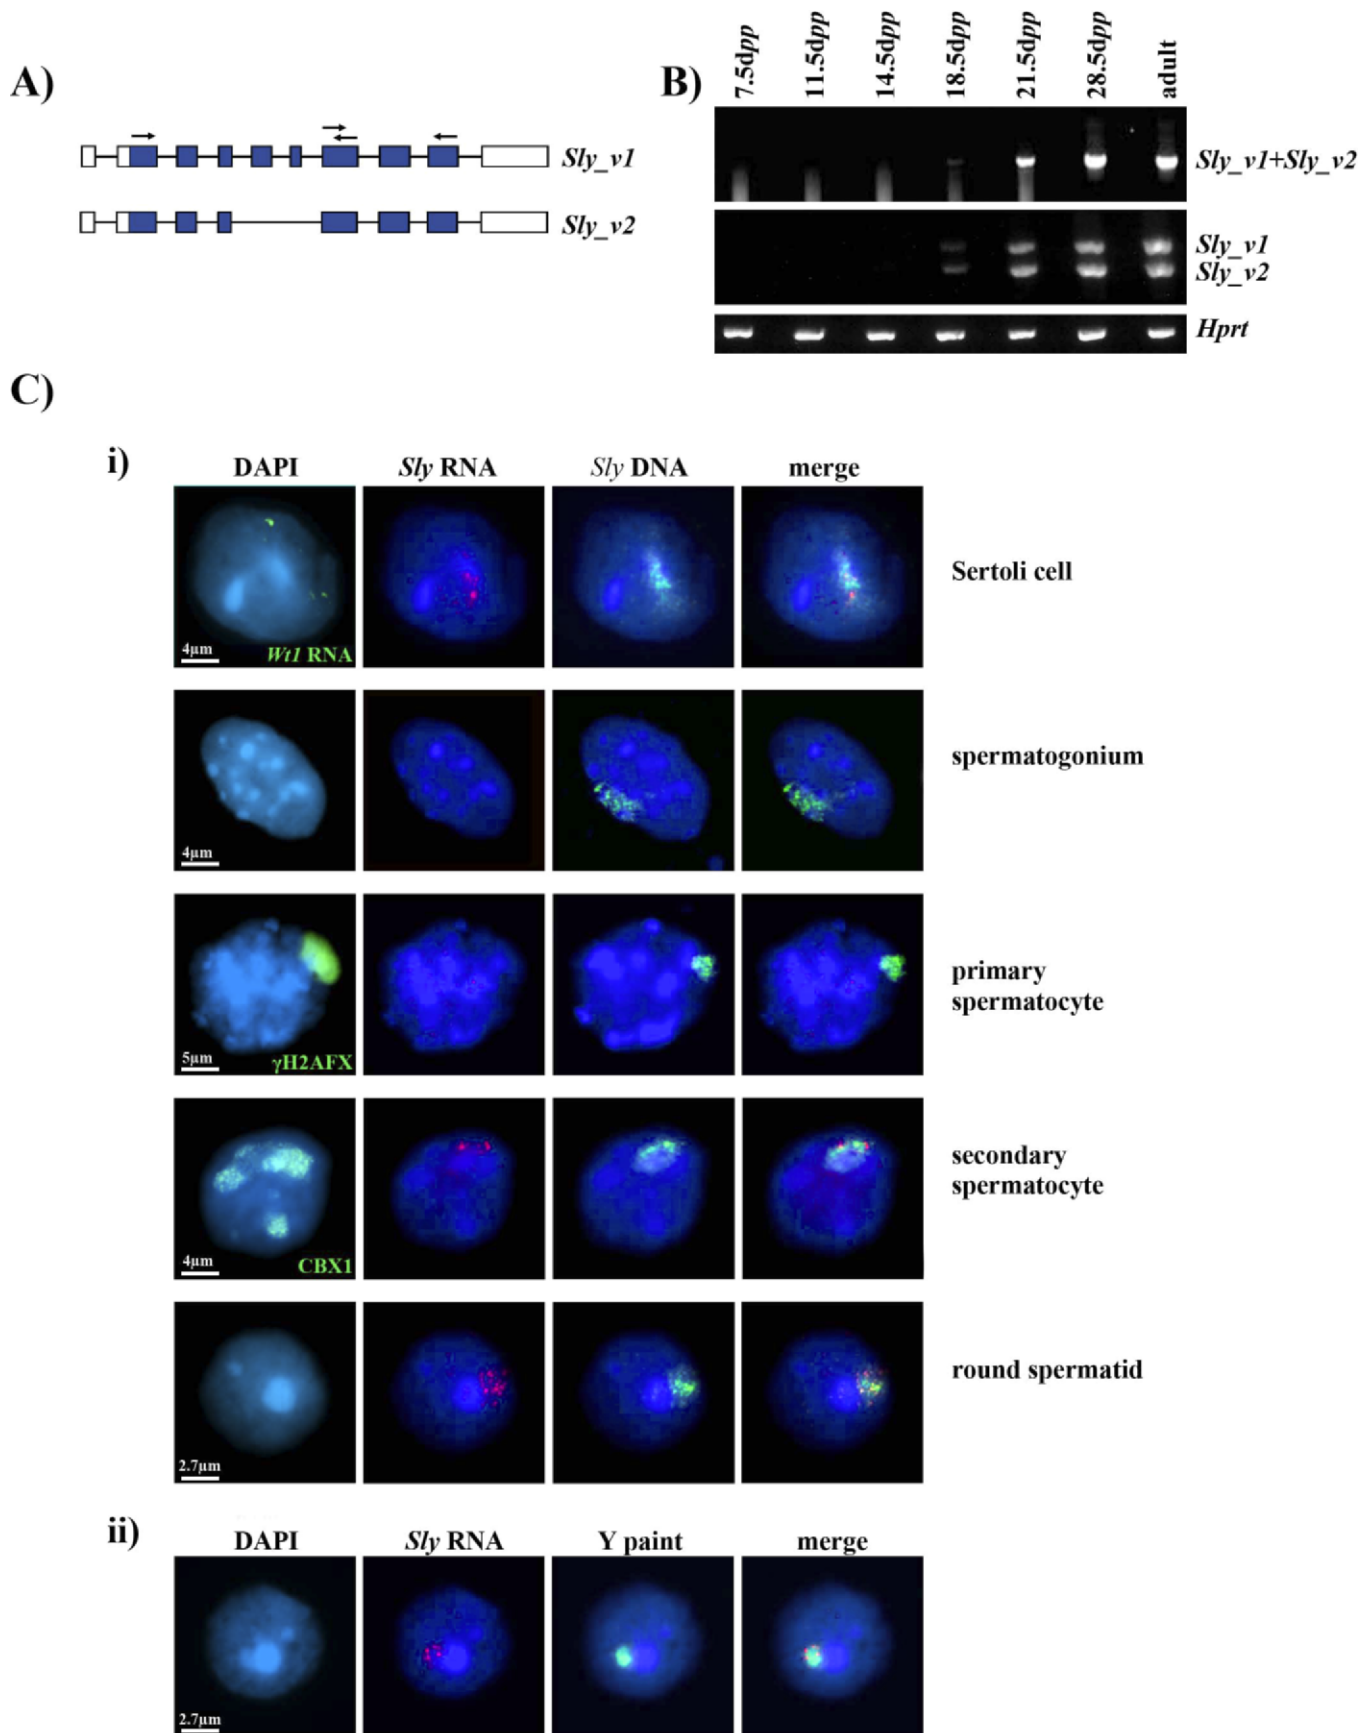 A)
Sly_v1
Sly_v2
B)
7.5dpp 11.5dpp 14.5dpp 18.5dpp 21.5dpp 28.5dpp adult
Sly_v1+Sly_v2
Sly_v1
Sly_v2
Hprt
C)
i)
DAPI Sly RNA Sly DNA merge
4µm Wt1 RNA
Sertoli cell
4µm
spermatogonium
5µm γH2AFX
primary
spermatocyte
4µm CBX1
secondary
spermatocyte
2.7µm
round spermatid
ii)
DAPI Sly RNA Y paint merge
2.7µm